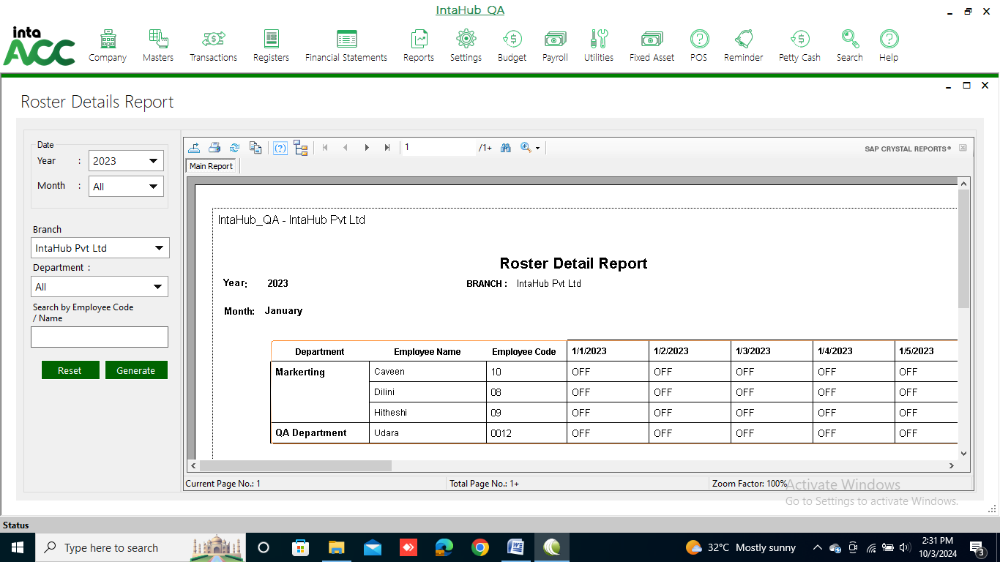 IntaHub_QA
inta
ACC
Company Masters Transactions Registers Financial Statements Reports Settings Budget Payroll Utilities Fixed Asset POS Reminder Petty Cash Search Help
Roster Details Report
Date
Year : 2023
Month : All
Branch
IntaHub Pvt Ltd
Department :
All
Search by Employee Code
/ Name
Reset Generate
1 /1+
SAP CRYSTAL REPORTS®
Main Report
IntaHub_QA - IntaHub Pvt Ltd
Roster Detail Report
Year: 2023 BRANCH : IntaHub Pvt Ltd
Month: January
Department Employee Name Employee Code 1/1/2023 1/2/2023 1/3/2023 1/4/2023 1/5/2023
Markerting Caveen 10 OFF OFF OFF OFF OFF
Dilini 08 OFF OFF OFF OFF OFF
Hitheshi 09 OFF OFF OFF OFF OFF
QA Department Udara 0012 OFF OFF OFF OFF OFF
Current Page No.: 1 Total Page No.: 1+ Zoom Factor: 100%
Activate Windows
Go to Settings to activate Windows.
Status
Type here to search
32°C Mostly sunny
2:31 PM
10/3/2024
3